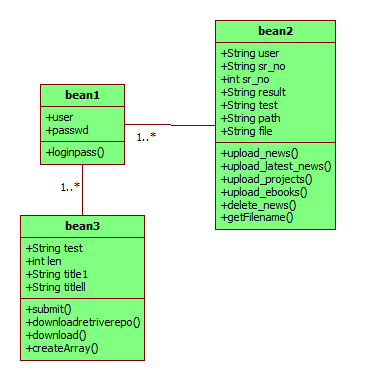 bean2
+String user
+String sr_no
+int sr_no
+String result
+String test
+String path
+String file
+upload_news()
+upload_latest_news()
+upload_projects()
+upload_ebooks()
+delete_news()
+getFilename()
bean1
+user
+passwd
+loginpass()
1..*
1..*
bean3
+String test
+int len
+String title1
+String titlell
+submit()
+downloadretriverepo()
+download()
+createArray()